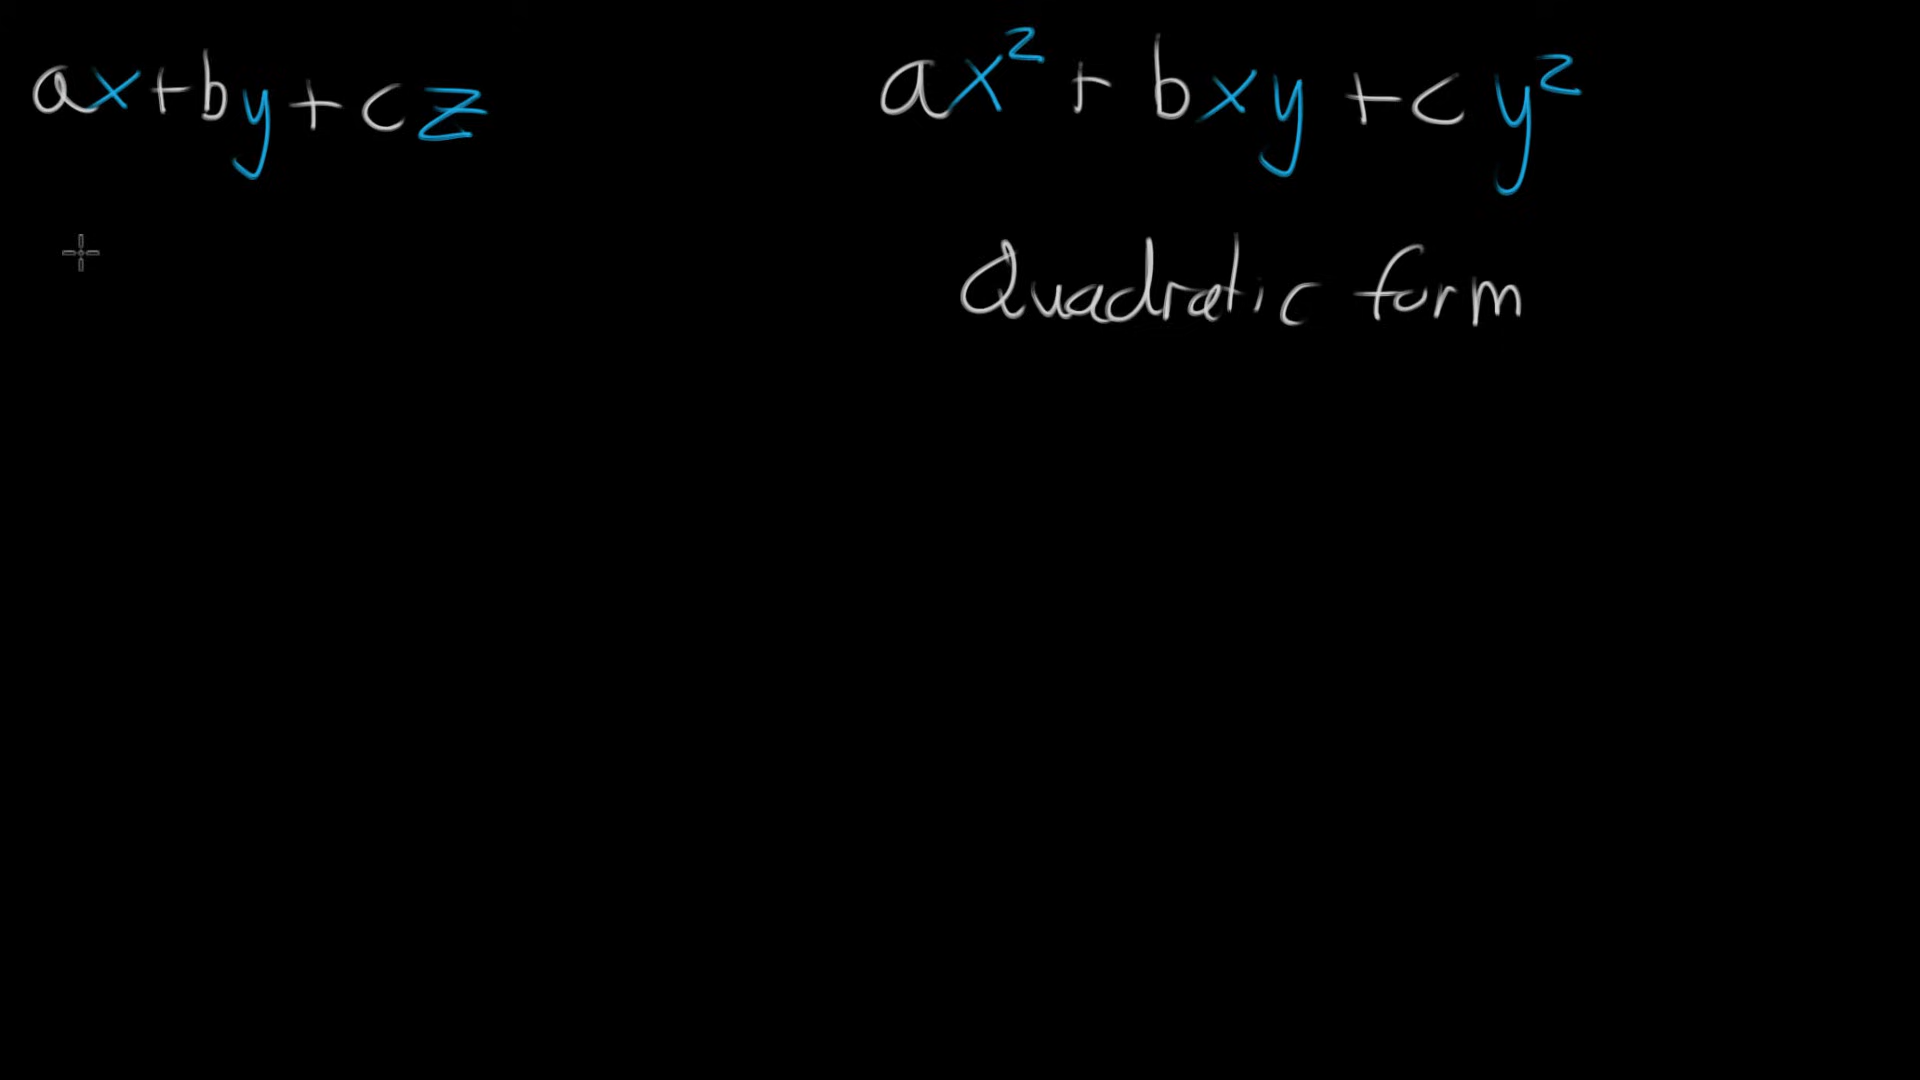 ax+by+cz
ax² + bxy + cy²
Quadratic form